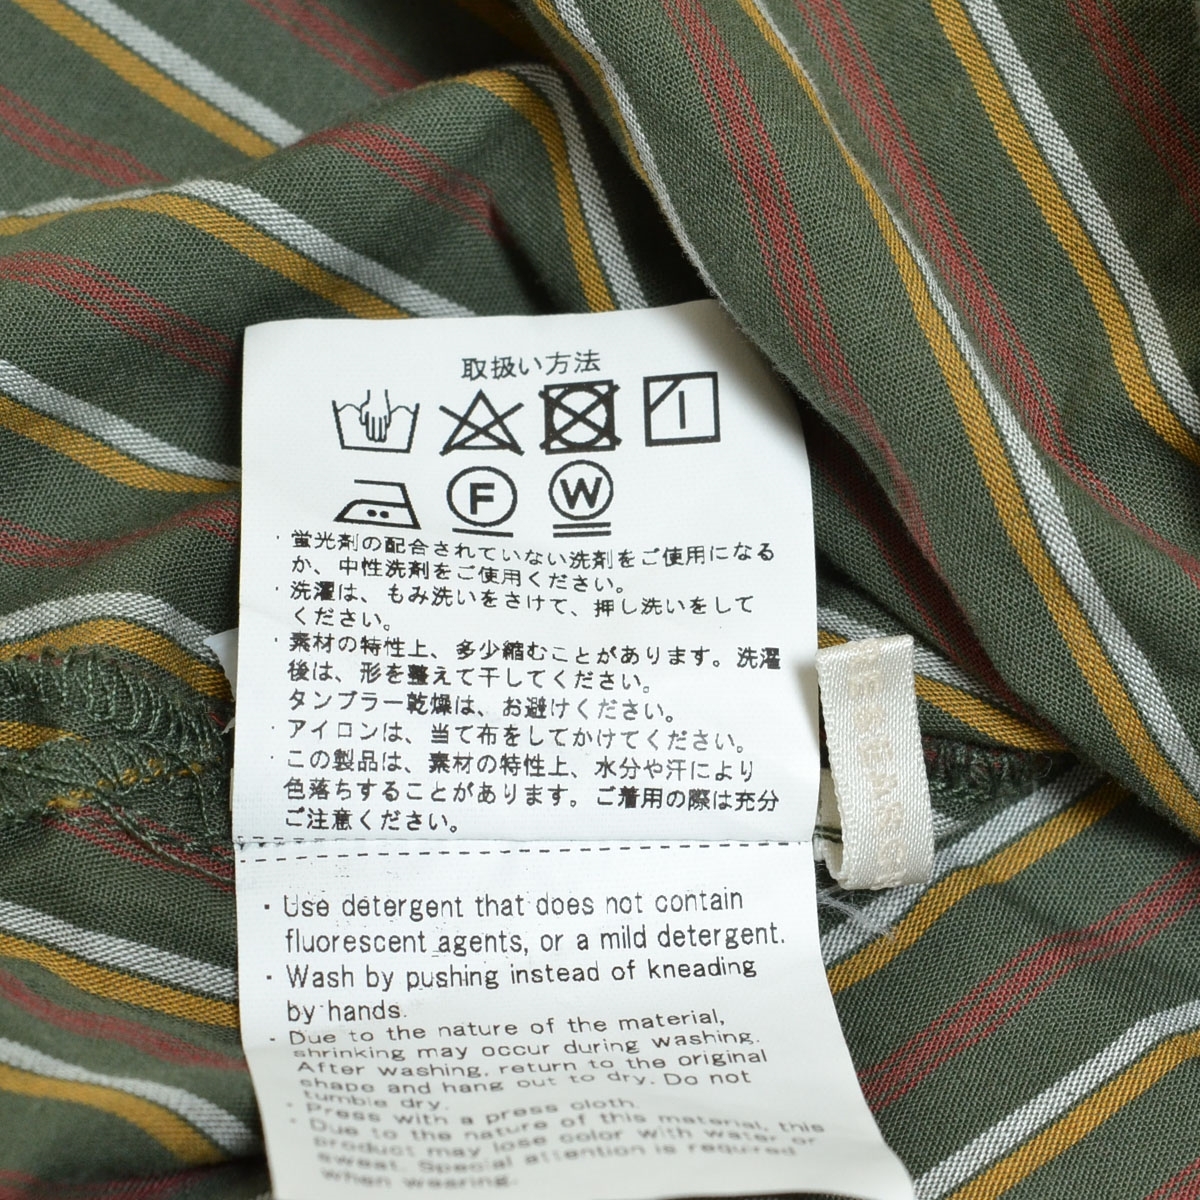 取扱い方法
F W
・蛍光剤の配合されていない洗剤をご使用になる
か、中性洗剤をご使用ください。
・洗濯は、もみ洗いをさけて、押し洗いをして
ください。
・素材の特性上、多少縮むことがあります。洗濯
後は、形を整えて干してください。
タンブラー乾燥は、お避けください。
・アイロンは、当て布をしてかけてください。
・この製品は、素材の特性上、水分や汗により
色落ちすることがあります。ご着用の際は充分
ご注意ください。
・Use detergent that does not contain
fluorescent agents, or a mild detergent.
・Wash by pushing instead of kneading
by hands.
・Due to the nature of the material,
shrinking may occur during washing.
After washing, return to the original
shape and hang out to dry. Do not
tumble dry.
・Press with a press cloth.
・Due to the nature of this material, this
product may lose color with water or
sweat. Special attention is required
when wearing.